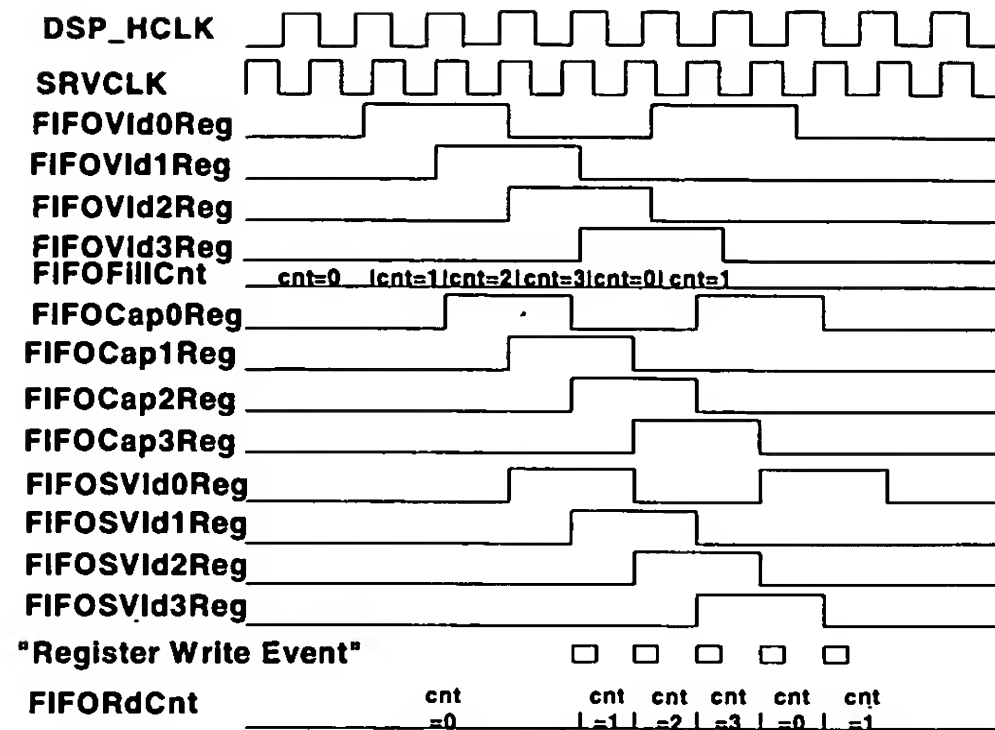 DSP_HCLK
SRVCLK
FIFOVld0Reg
FIFOVld1Reg
FIFOVld2Reg
FIFOVld3Reg
FIFOFillCnt cnt=0 |cnt=1|cnt=2|cnt=3|cnt=0| cnt=1
FIFOCap0Reg
FIFOCap1Reg
FIFOCap2Reg
FIFOCap3Reg
FIFOSVld0Reg
FIFOSVld1Reg
FIFOSVld2Reg
FIFOSVld3Reg
"Register Write Event"
FIFORdCnt cnt cnt cnt cnt cnt cnt
=0 | =1 | =2 | =3 | =0 | =1